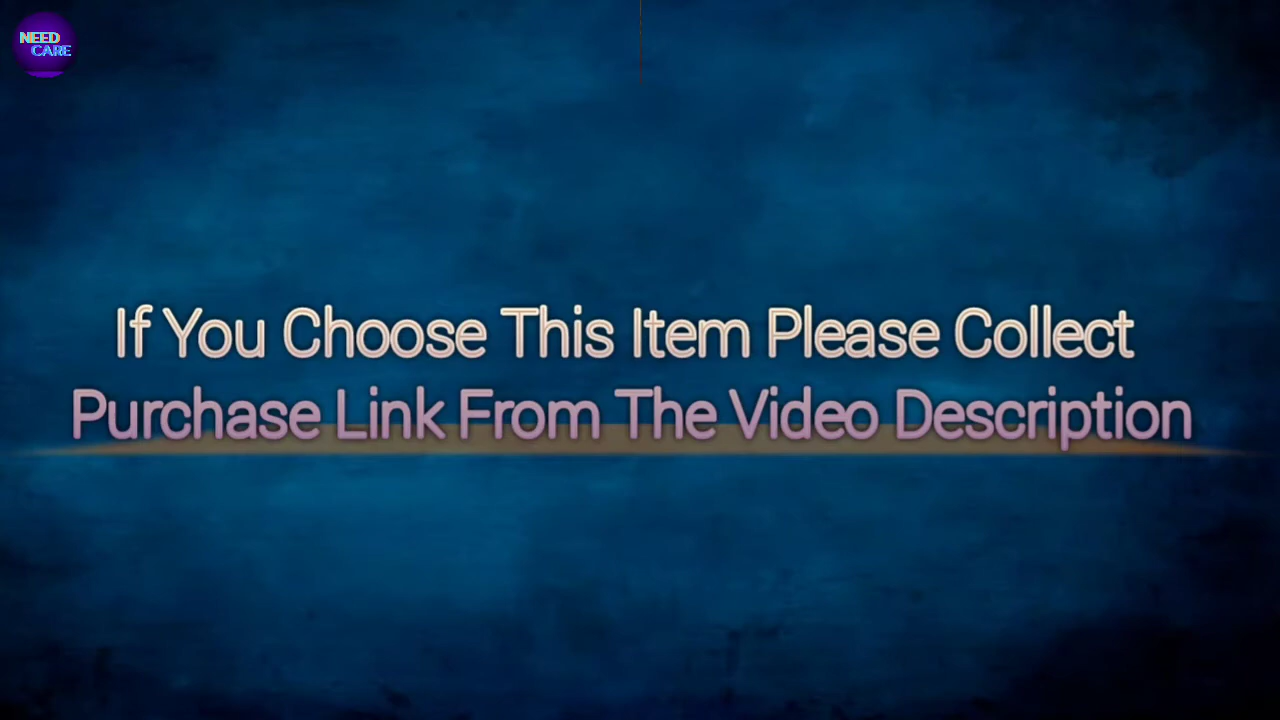 NEED
CARE
If You Choose This Item Please Collect
Purchase Link From The Video Description